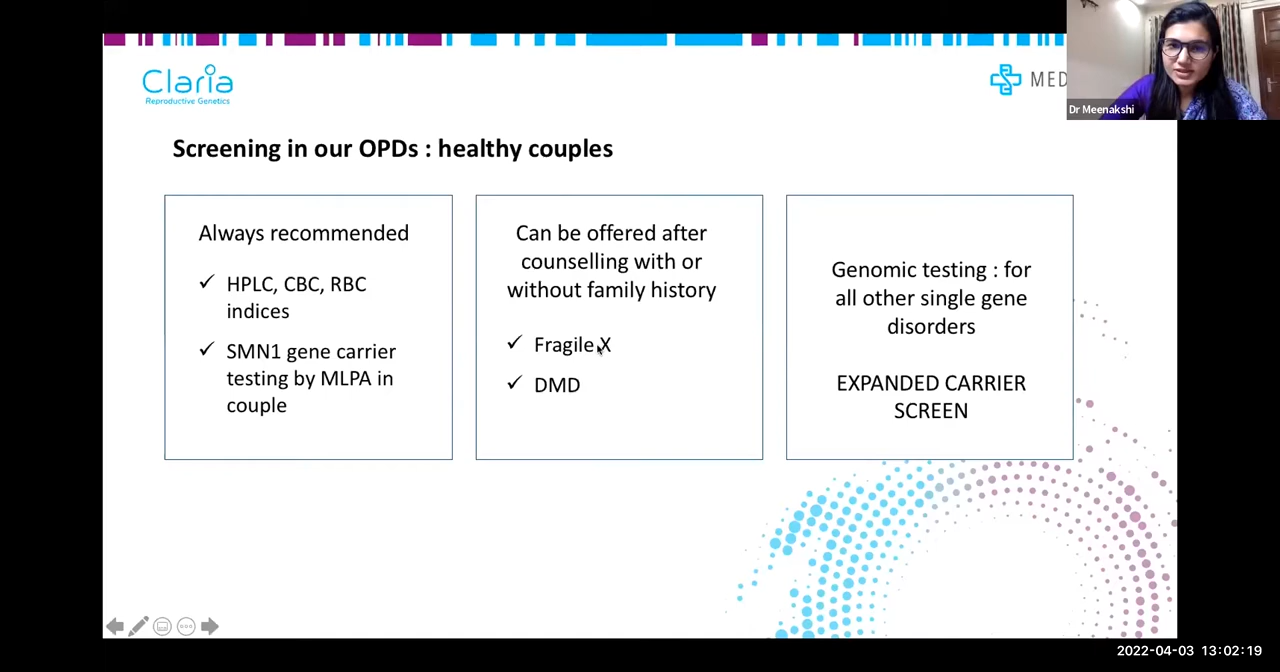 Claria
Reproductive Genetics
MED
Dr Meenakshi
Screening in our OPDs : healthy couples
Always recommended
✓ HPLC, CBC, RBC
indices
✓ SMN1 gene carrier
testing by MLPA in
couple
Can be offered after
counselling with or
without family history
✓ Fragile X
✓ DMD
Genomic testing : for
all other single gene
disorders
EXPANDED CARRIER
SCREEN
2022-04-03 13:02:19